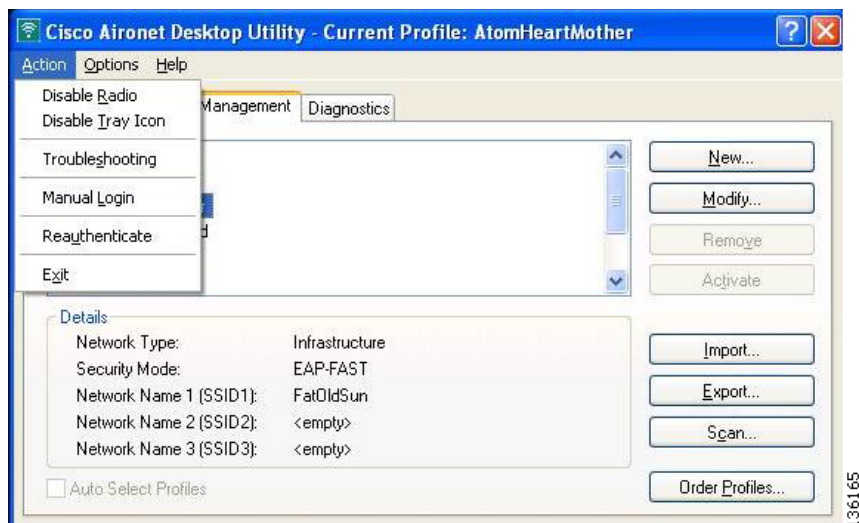 Cisco Aironet Desktop Utility - Current Profile: AtomHeartMother
Action Options Help
Disable Radio
Disable Tray Icon
Troubleshooting
Manual Login
Reauthenticate
Exit
Management Diagnostics
New...
Modify...
Remove
Activate
Details
Network Type: Infrastructure
Security Mode: EAP-FAST
Network Name 1 (SSID1): FatOldSun
Network Name 2 (SSID2): <empty>
Network Name 3 (SSID3): <empty>
Auto Select Profiles
Import...
Export...
Scan...
Order Profiles...
36165